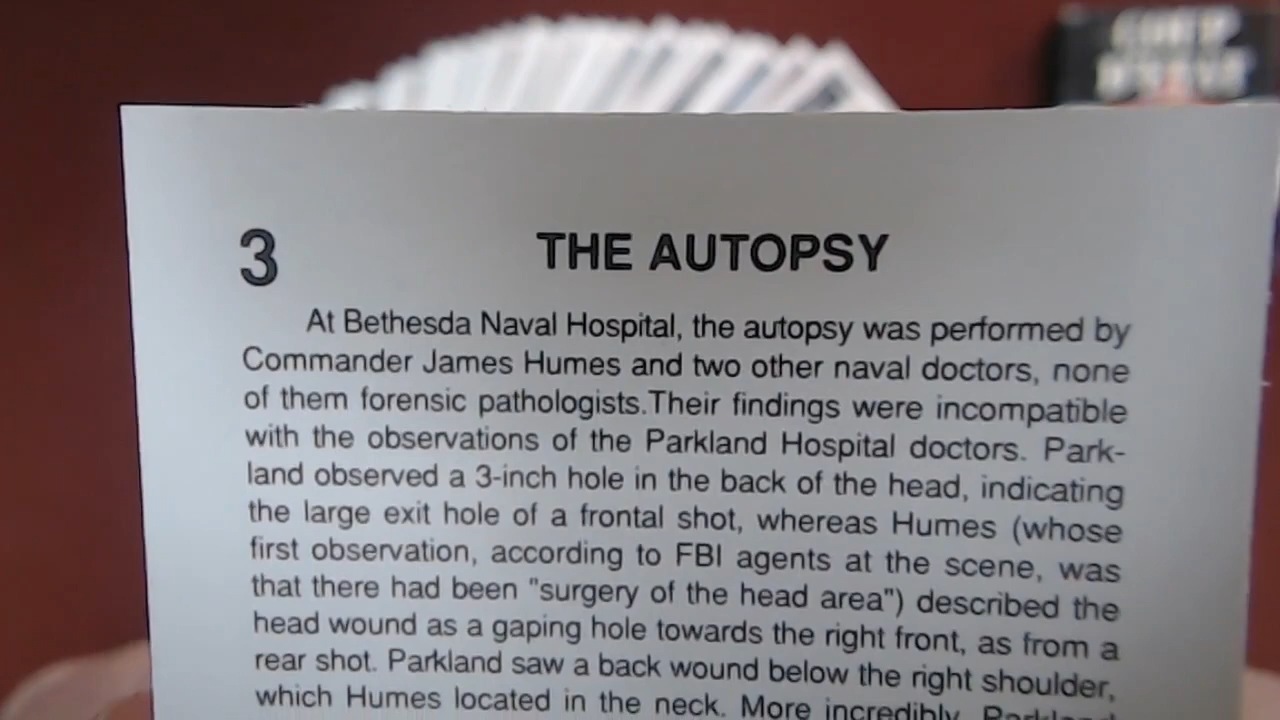 3 THE AUTOPSY
At Bethesda Naval Hospital, the autopsy was performed by
Commander James Humes and two other naval doctors, none
of them forensic pathologists.Their findings were incompatible
with the observations of the Parkland Hospital doctors. Park-
land observed a 3-inch hole in the back of the head, indicating
the large exit hole of a frontal shot, whereas Humes (whose
first observation, according to FBI agents at the scene, was
that there had been "surgery of the head area") described the
head wound as a gaping hole towards the right front, as from a
rear shot. Parkland saw a back wound below the right shoulder,
which Humes located in the neck. More incredibly, Parkland